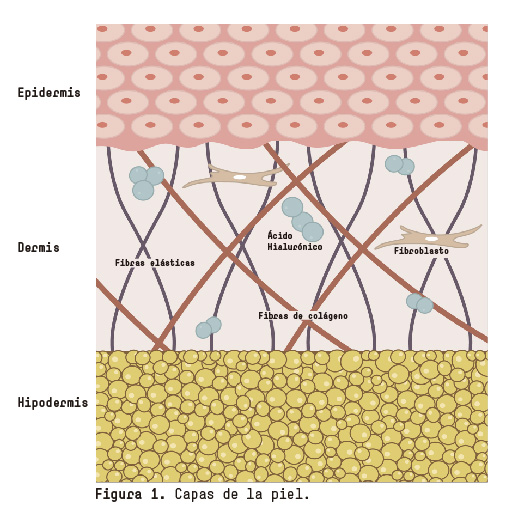 Epidermis
Ácido
Hialurónico
Dermis
Fibroblasto
Fibras elásticas
Fibras de colágeno
Hipodermis
Figura 1. Capas de la piel.